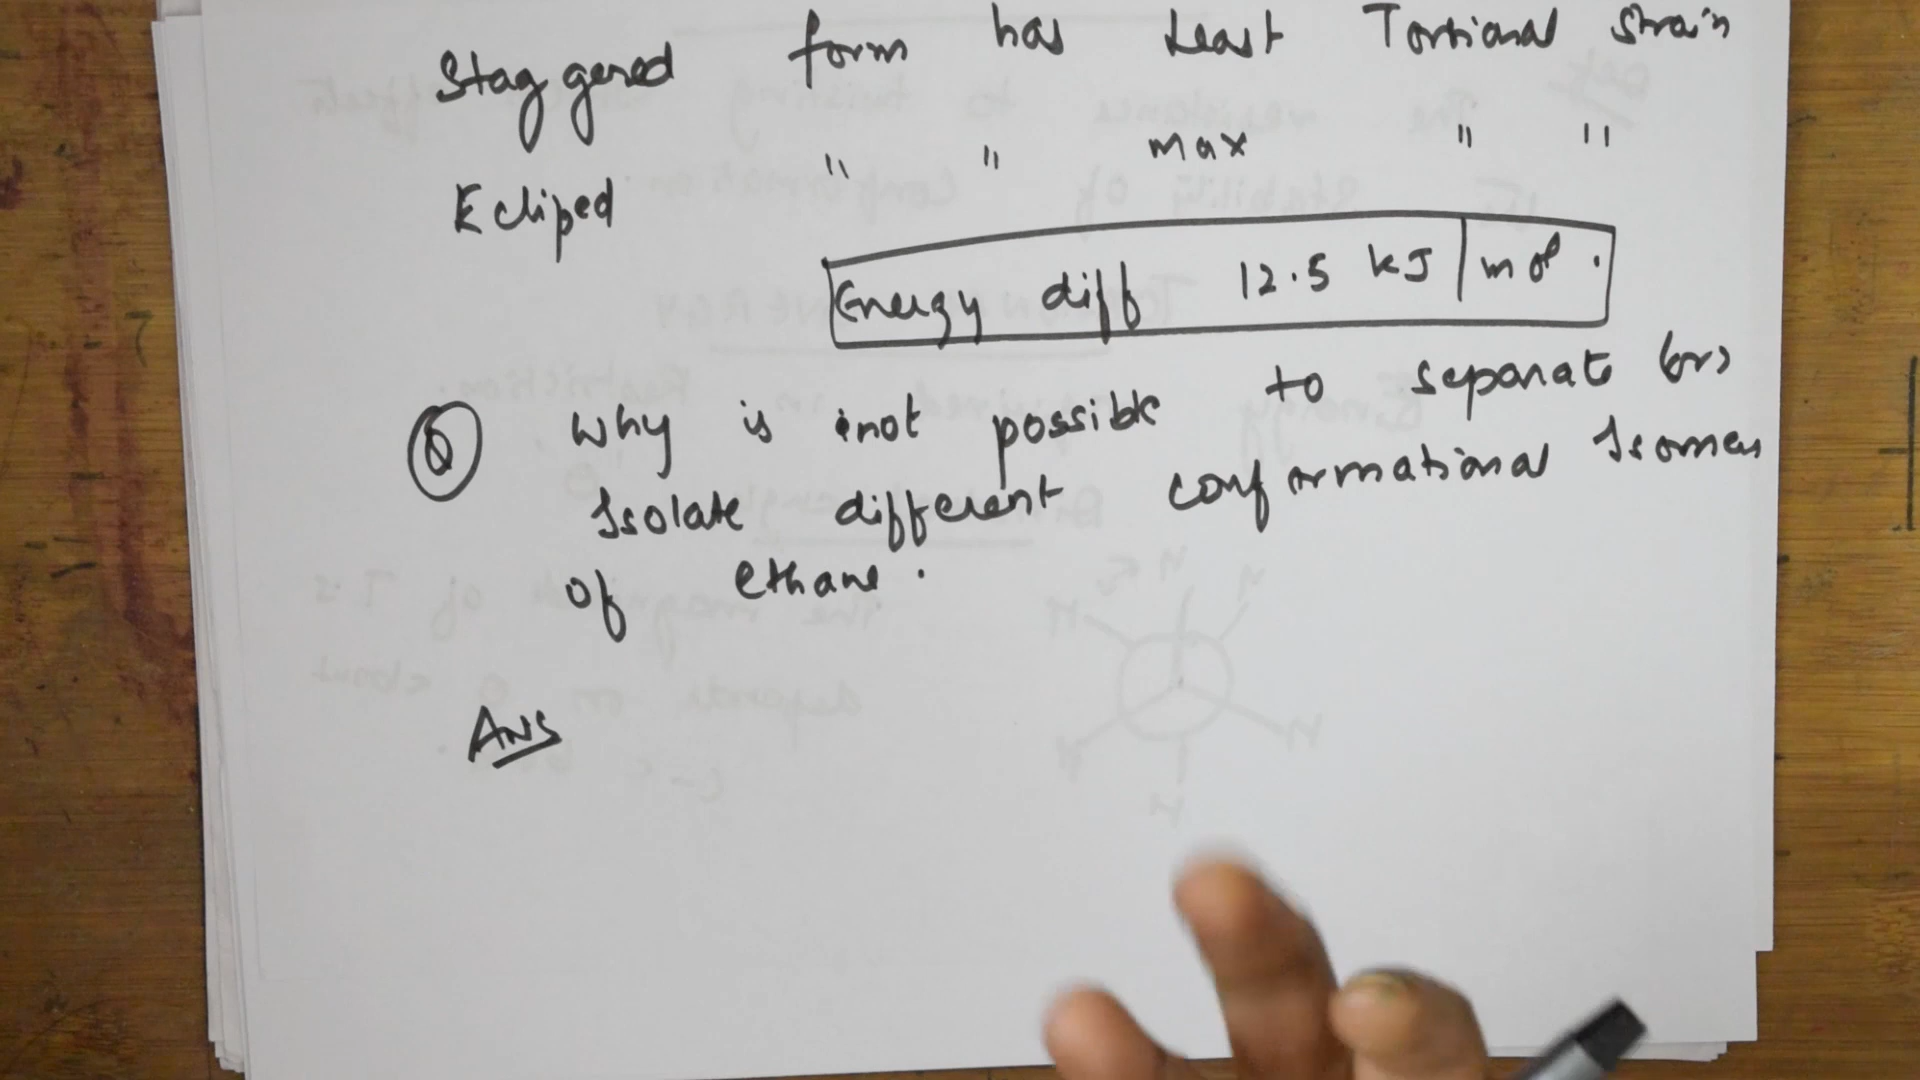 Staggered form has least Tortional strain
Ecliped " " max " "
Energy diff 12.5 kJ/mol.
Q Why is not possible to separate (or)
Isolate different conformational Isomers
of ethane.
Ans